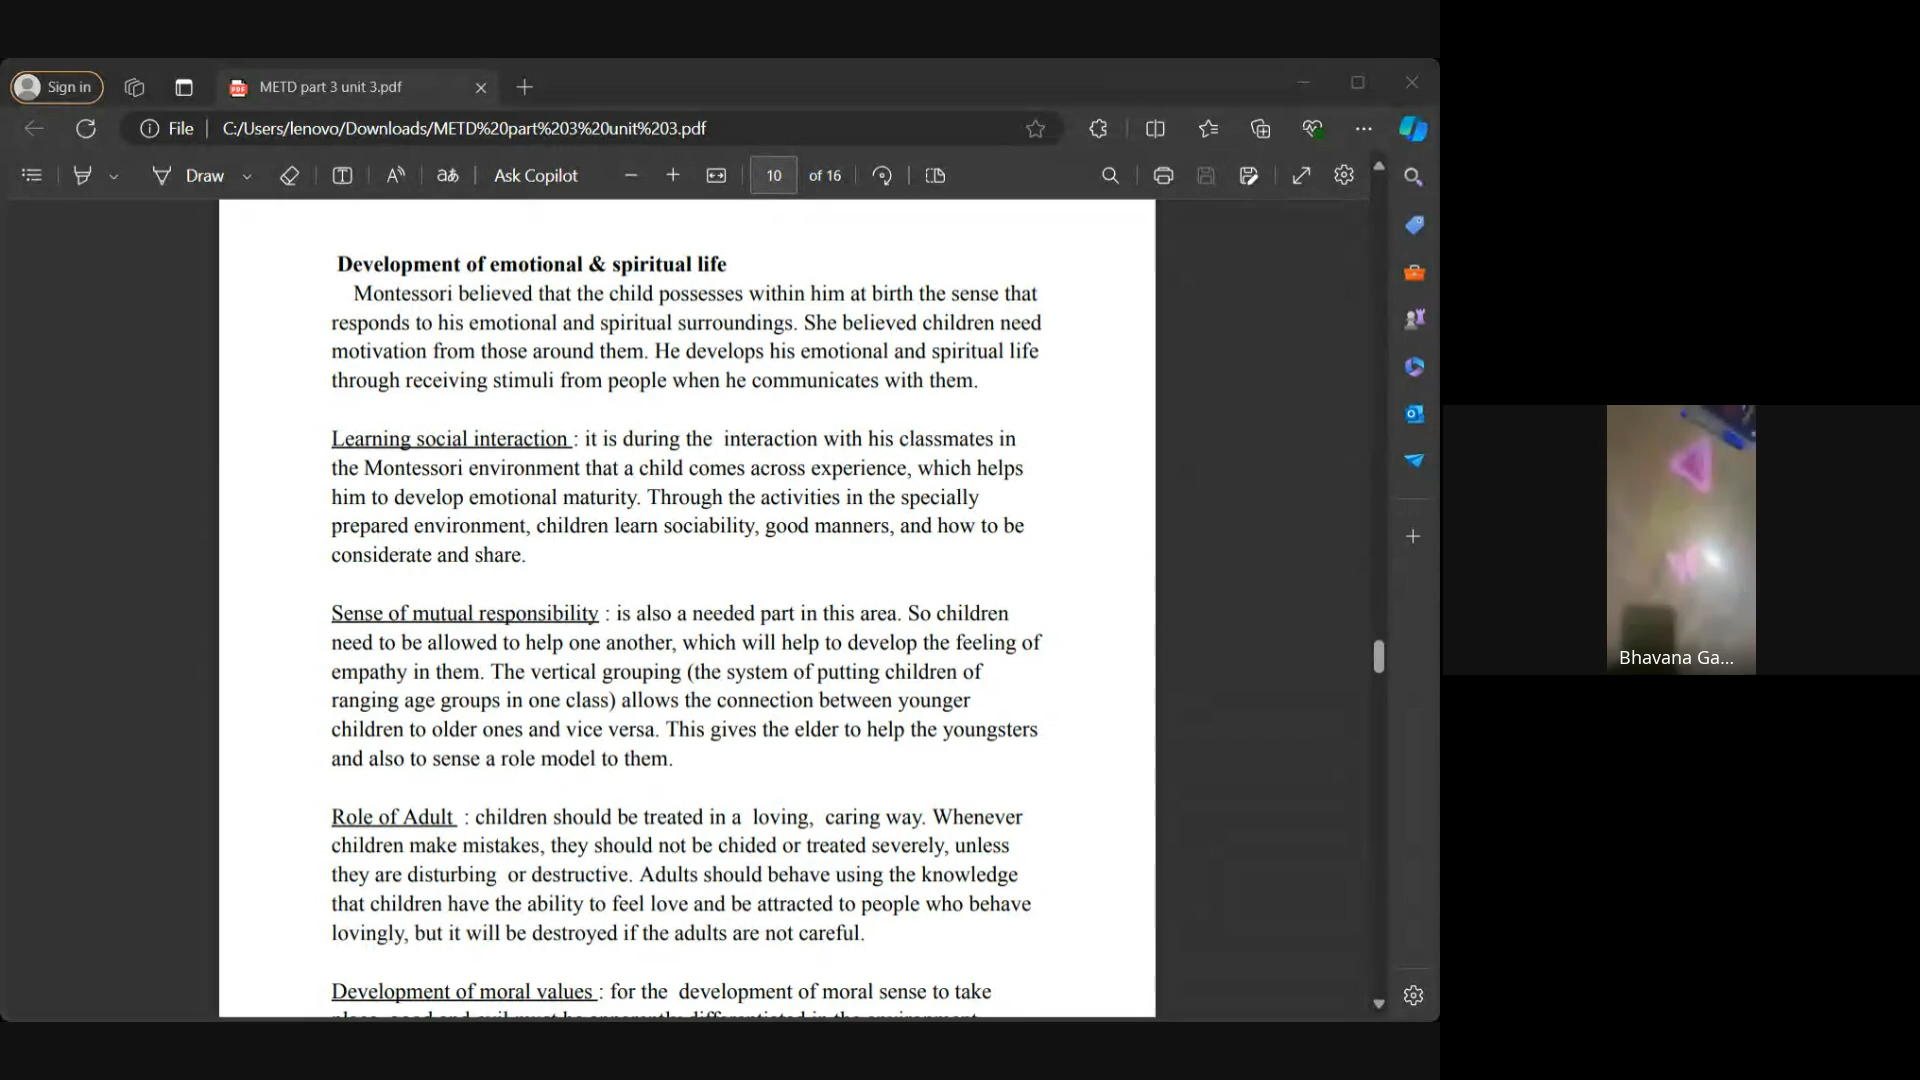 Sign in
METD part 3 unit 3.pdf
File
C:/Users/lenovo/Downloads/METD%20part%203%20unit%203.pdf
Draw
Ask Copilot
10 of 16
Development of emotional & spiritual life
Montessori believed that the child possesses within him at birth the sense that
responds to his emotional and spiritual surroundings. She believed children need
motivation from those around them. He develops his emotional and spiritual life
through receiving stimuli from people when he communicates with them.
Learning social interaction : it is during the interaction with his classmates in
the Montessori environment that a child comes across experience, which helps
him to develop emotional maturity. Through the activities in the specially
prepared environment, children learn sociability, good manners, and how to be
considerate and share.
Sense of mutual responsibility : is also a needed part in this area. So children
need to be allowed to help one another, which will help to develop the feeling of
empathy in them. The vertical grouping (the system of putting children of
ranging age groups in one class) allows the connection between younger
children to older ones and vice versa. This gives the elder to help the youngsters
and also to sense a role model to them.
Role of Adult : children should be treated in a loving, caring way. Whenever
children make mistakes, they should not be chided or treated severely, unless
they are disturbing or destructive. Adults should behave using the knowledge
that children have the ability to feel love and be attracted to people who behave
lovingly, but it will be destroyed if the adults are not careful.
Development of moral values : for the development of moral sense to take
Bhavana Ga...